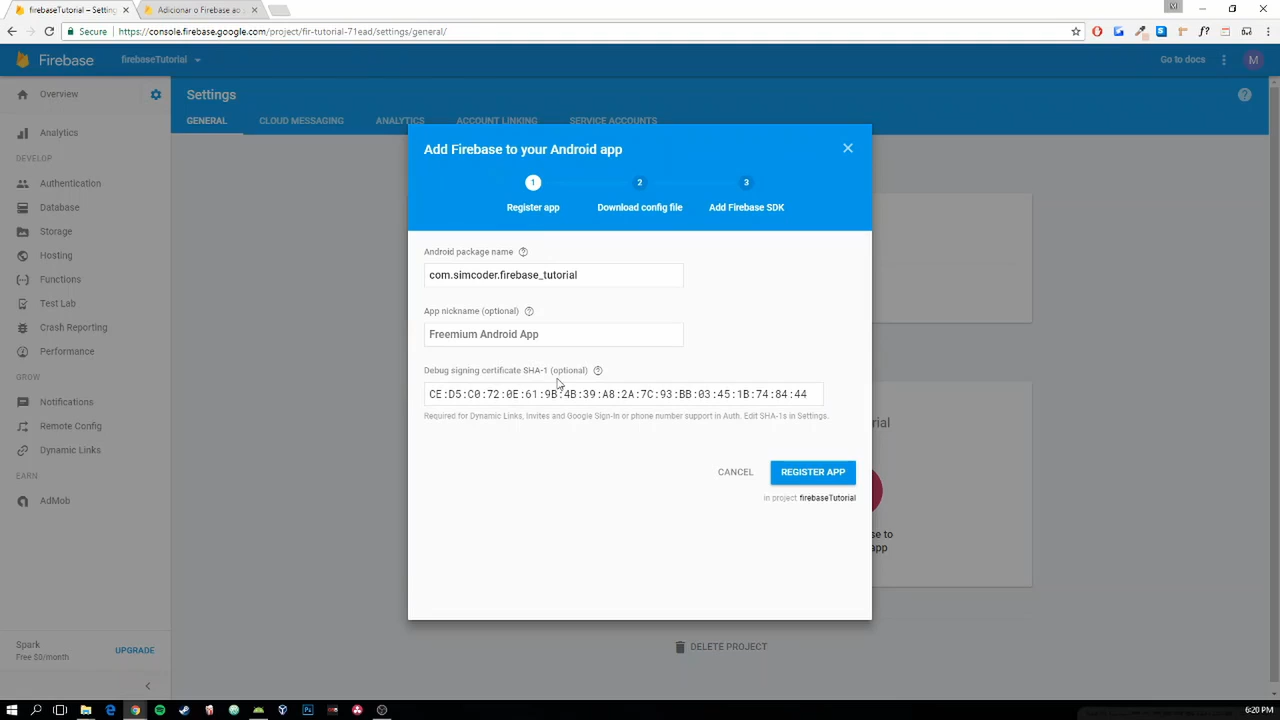 firebaseTutorial – Settin
Adicionar o Firebase ao
M
Secure
https://console.firebase.google.com/project/fir-tutorial-71ead/settings/general/
f?
Firebase
firebaseTutorial
Go to docs
M
Overview
Settings
?
GENERAL
CLOUD MESSAGING
ANALYTICS
ACCOUNT LINKING
SERVICE ACCOUNTS
Analytics
DEVELOP
Authentication
Database
Storage
Hosting
Functions
Test Lab
Crash Reporting
Performance
GROW
Notifications
Remote Config
Dynamic Links
EARN
AdMob
Spark
Free $0/month
UPGRADE
Add Firebase to your Android app
1
2
3
Register app
Download config file
Add Firebase SDK
Android package name ?
com.simcoder.firebase_tutorial
App nickname (optional) ?
Freemium Android App
Debug signing certificate SHA-1 (optional) ?
CE:D5:C0:72:0E:61:9B:4B:39:A8:2A:7C:93:BB:03:45:1B:74:84:44
Required for Dynamic Links, Invites and Google Sign-In or phone number support in Auth. Edit SHA-1s in Settings.
CANCEL
REGISTER APP
in project firebaseTutorial
rial
se to
app
DELETE PROJECT
6:20 PM